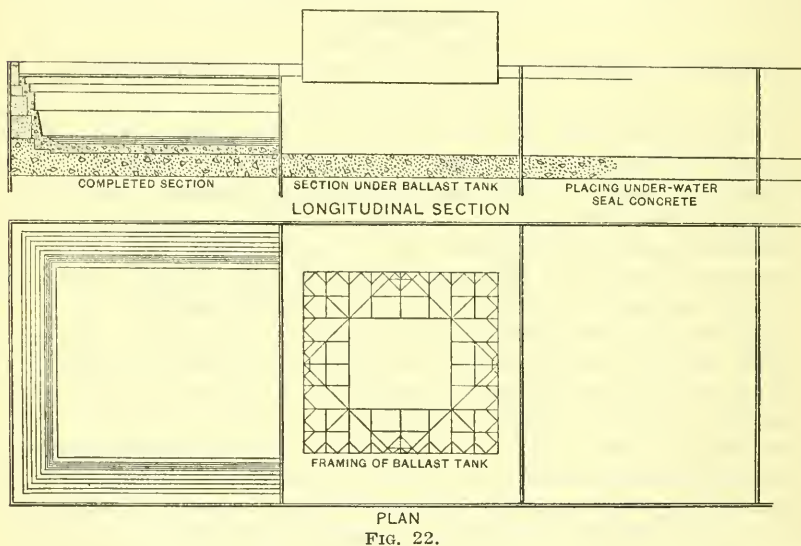 COMPLETED SECTION
SECTION UNDER BALLAST TANK
PLACING UNDER-WATER
SEAL CONCRETE
LONGITUDINAL SECTION
FRAMING OF BALLAST TANK
PLAN
FIG. 22.